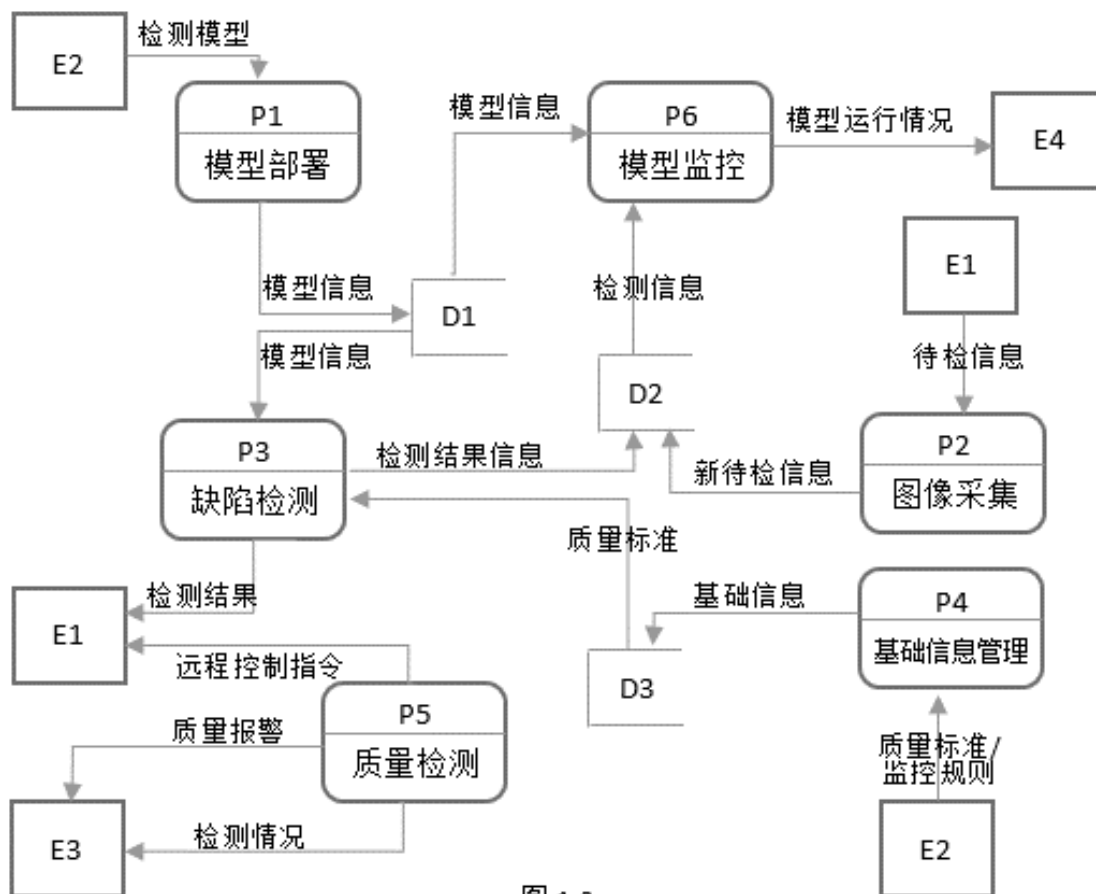 E2
检测模型
P1
模型部署
模型信息
P6
模型监控
模型运行情况
E4
E1
待检信息
模型信息
D1
模型信息
检测信息
D2
P3
缺陷检测
检测结果信息
新待检信息
P2
图像采集
质量标准
检测结果
E1
远程控制指令
基础信息
P4
基础信息管理
D3
P5
质量检测
质量报警
质量标准/
监控规则
E3
检测情况
E2